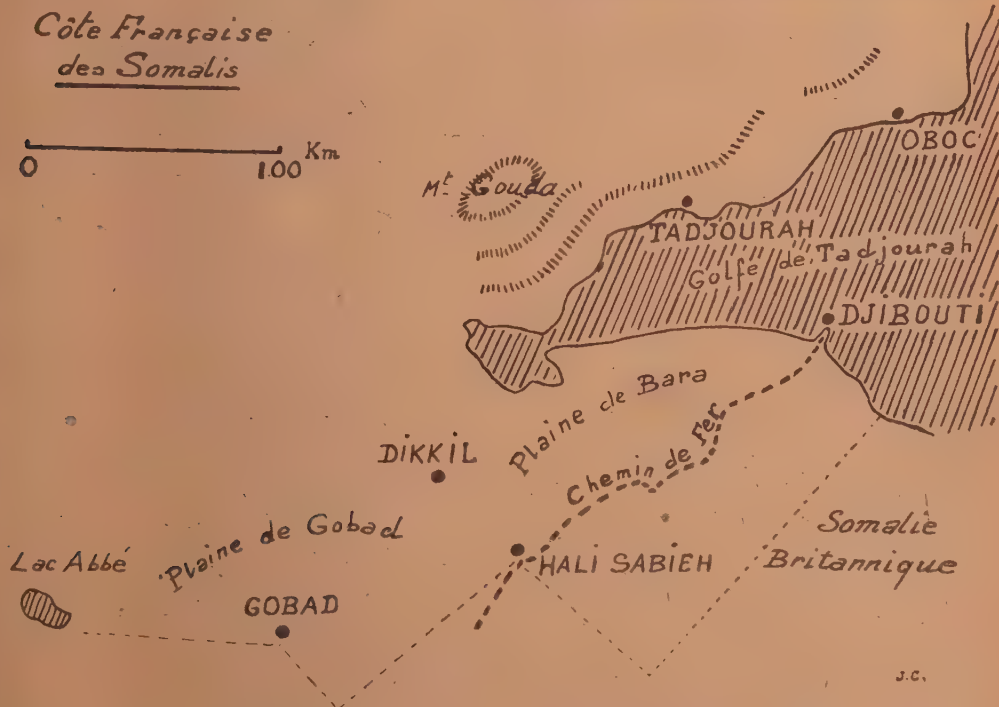 Côte Française
des Somalis
0 100 Km
Mt Gouda
OBOC
TADJOURAH
Golfe de Tadjourah
DJIBOUTI
Plaine de Bara
DIKKIL
Chemin de Fer
Plaine de Gobad
Somalie
Britannique
Lac Abbé
HALI SABIEH
GOBAD
J.C.